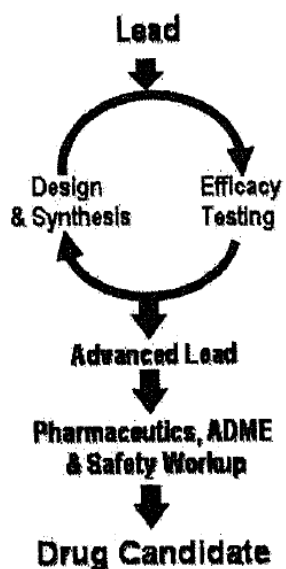 Lead
Design
& Synthesis
Efficacy
Testing
Advanced Lead
Pharmaceutics, ADME
& Safety Workup
Drug Candidate